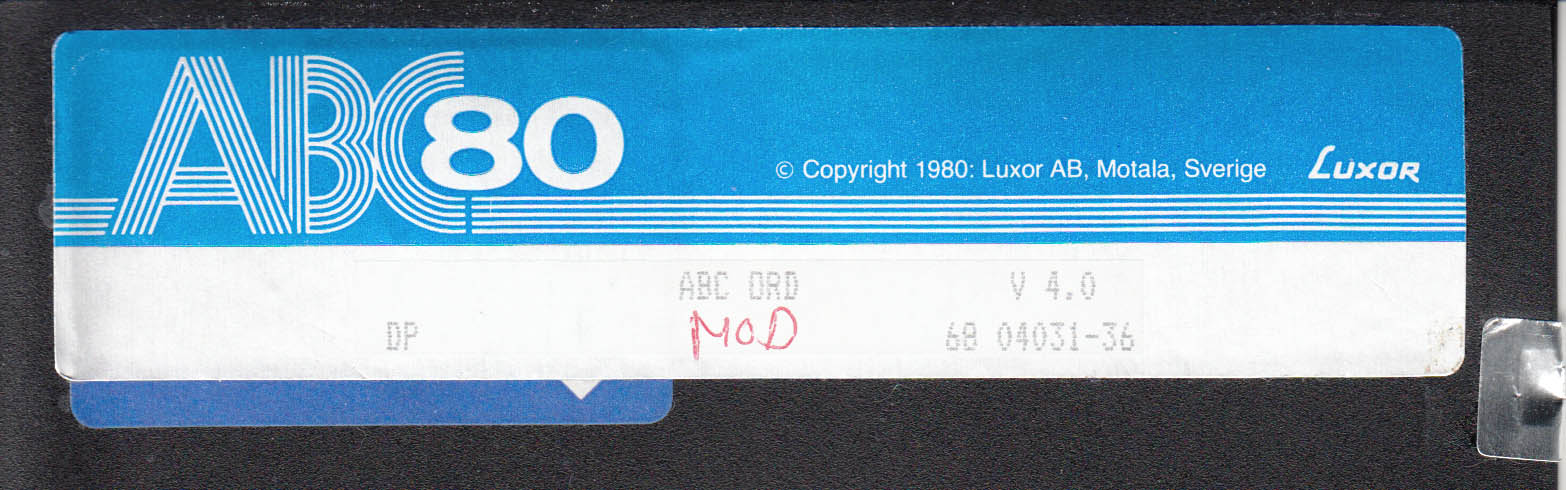 ABC80
© Copyright 1980: Luxor AB, Motala, Sverige LUXOR
ABC ORD V 4.0
DP MOD 68 04031-36